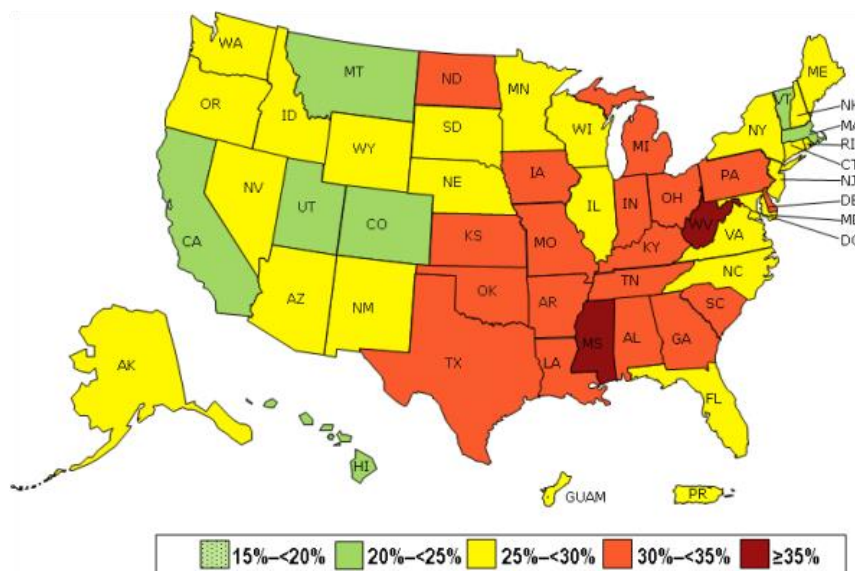 WA
MT
ND
MN
ME
VT
NH
OR
ID
SD
WI
NY
MA
WY
MI
RI
CT
NE
IA
PA
NJ
NV
UT
CO
IL
IN
OH
DE
MD
DC
CA
KS
MO
KY
WV
VA
AZ
NM
OK
AR
TN
NC
SC
MS
AL
GA
TX
LA
AK
FL
HI
GUAM
PR
15%–<20% 20%–<25% 25%–<30% 30%–<35% ≥35%